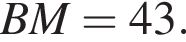 BM = 43.